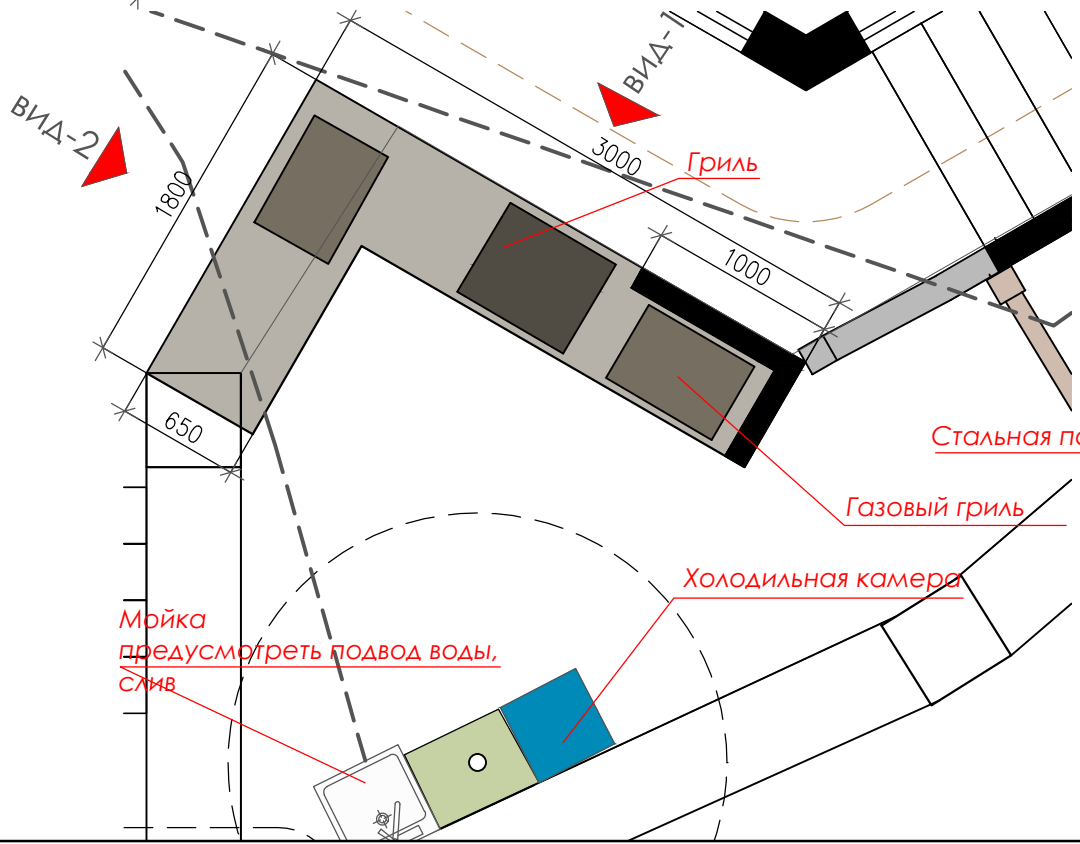 ВИД-1
ВИД-2
3000
Гриль
1800
1000
650
Стальная
Газовый гриль
Холодильная камера
Мойка
предусмотреть подвод воды,
слив